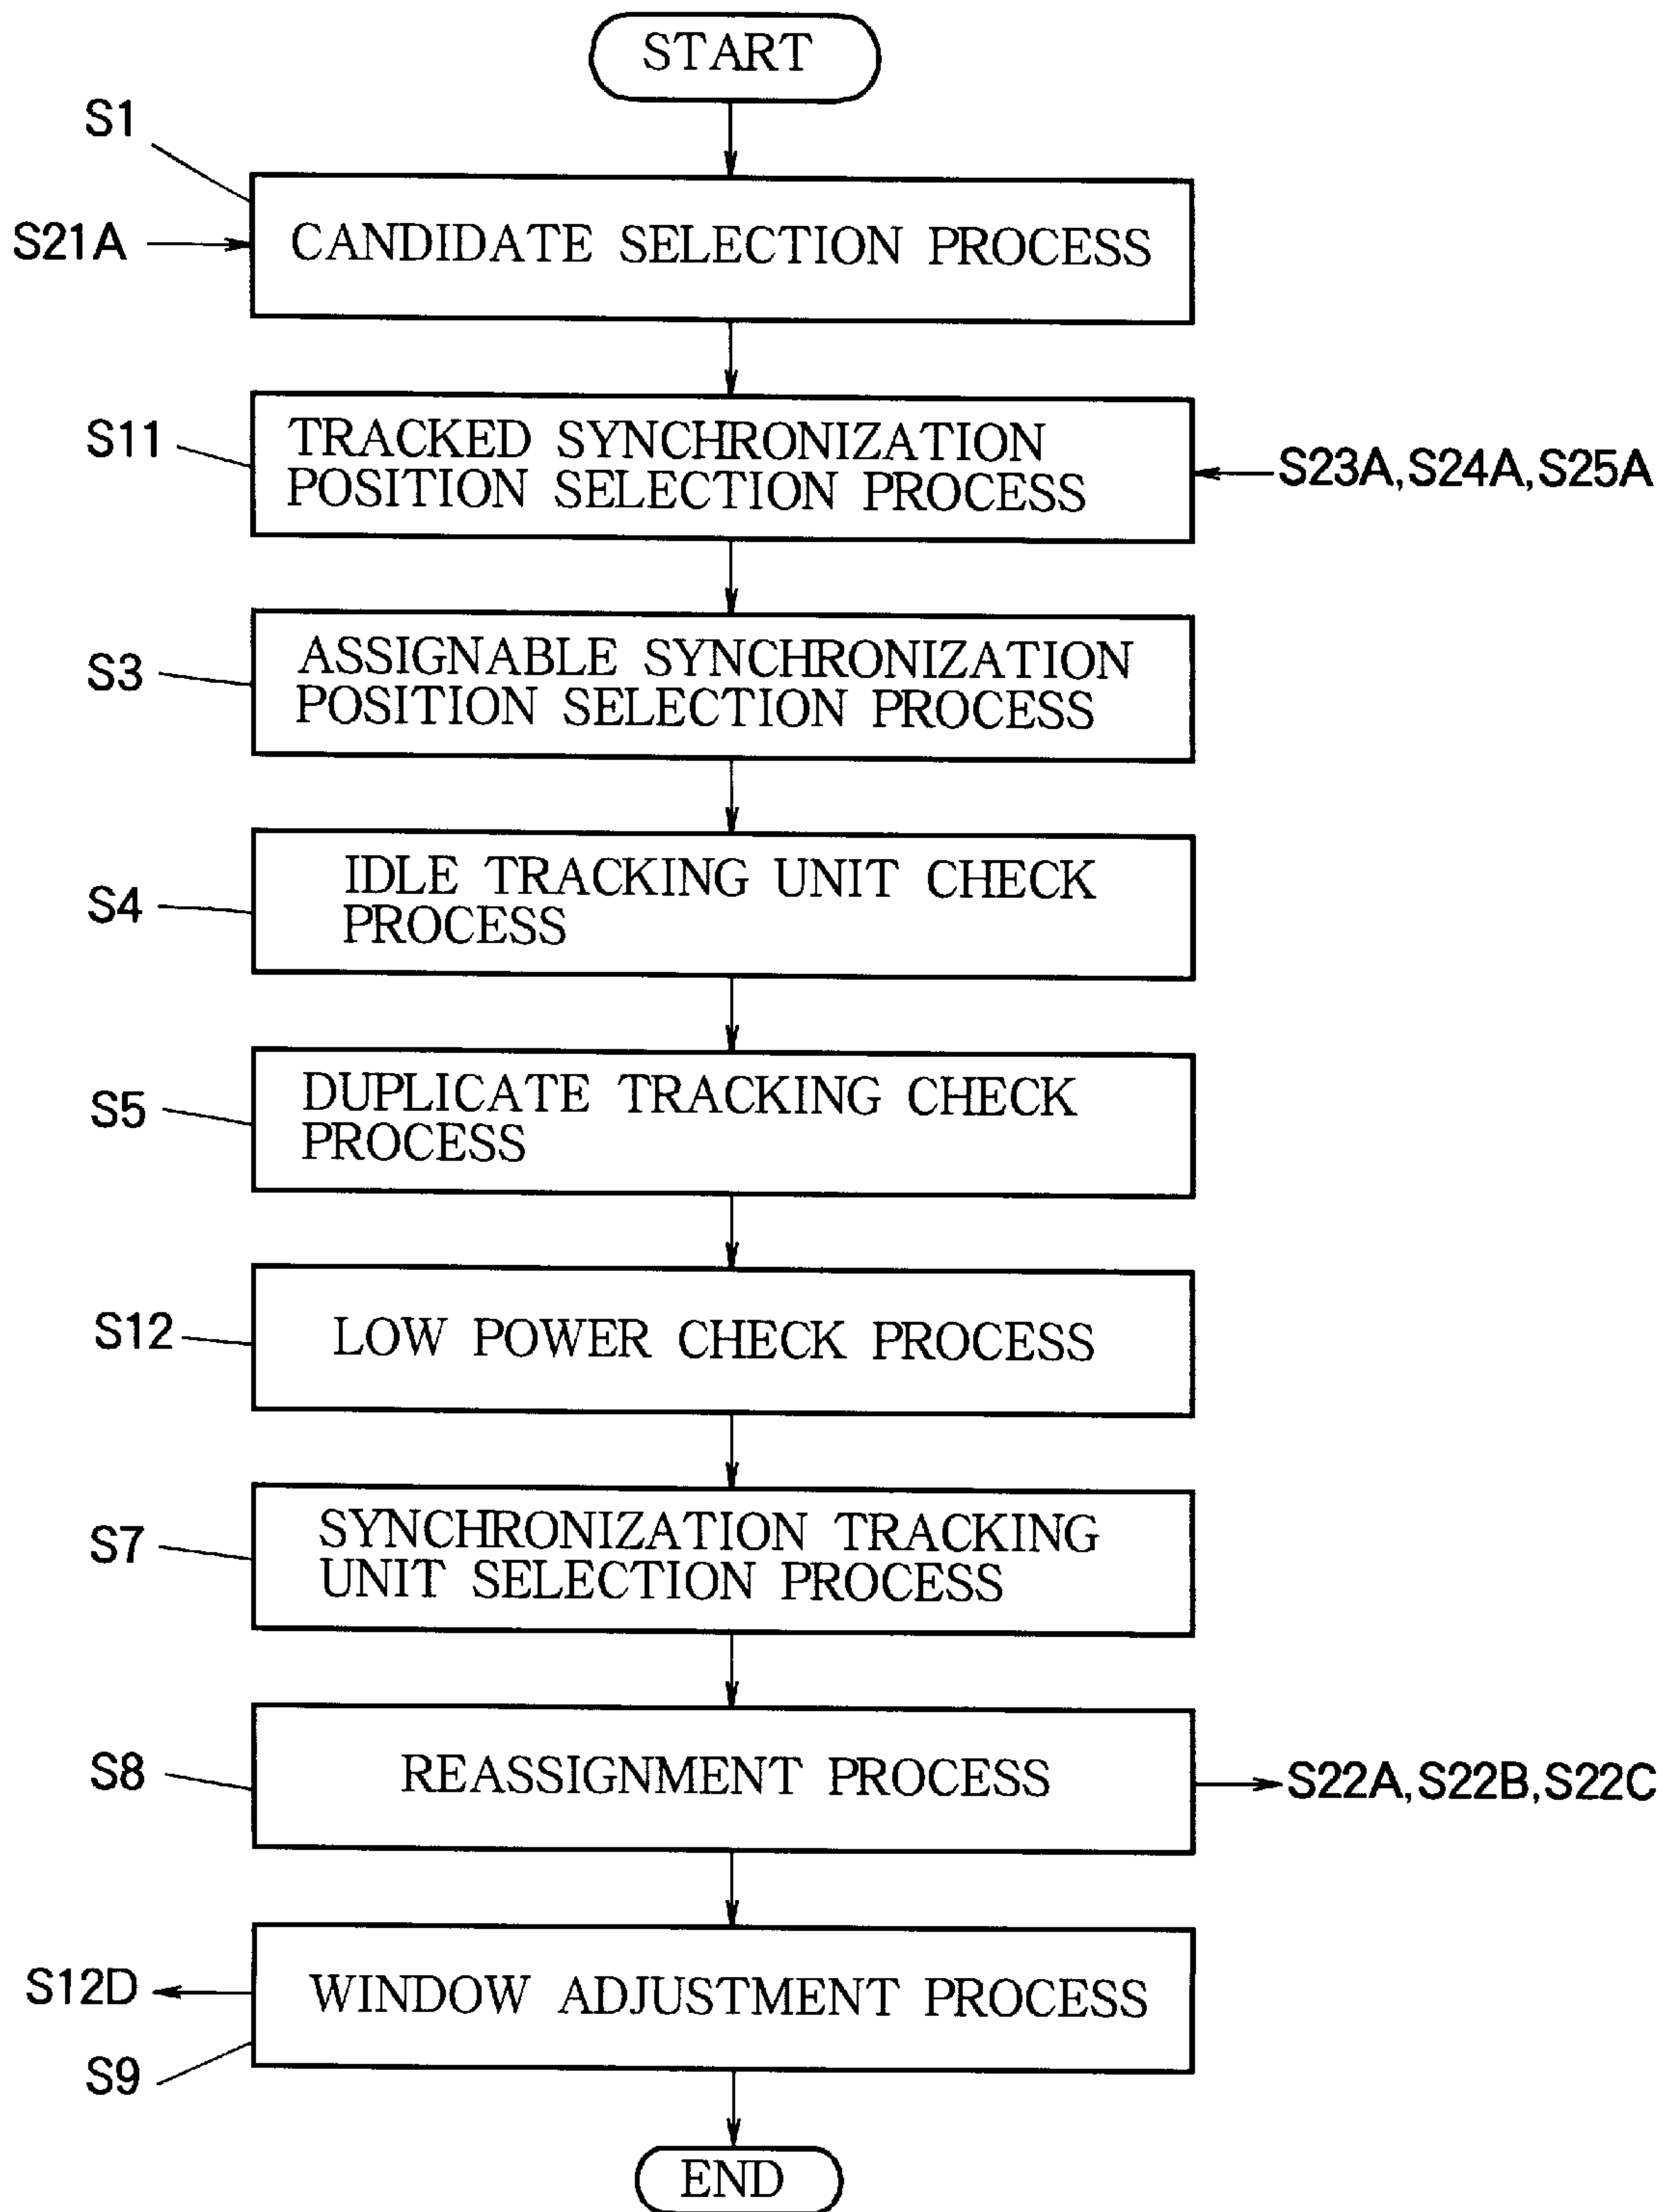 START
S1
S21A
CANDIDATE SELECTION PROCESS
S11
TRACKED SYNCHRONIZATION
POSITION SELECTION PROCESS
S23A, S24A, S25A
S3
ASSIGNABLE SYNCHRONIZATION
POSITION SELECTION PROCESS
S4
IDLE TRACKING UNIT CHECK
PROCESS
S5
DUPLICATE TRACKING CHECK
PROCESS
S12
LOW POWER CHECK PROCESS
S7
SYNCHRONIZATION TRACKING
UNIT SELECTION PROCESS
S8
REASSIGNMENT PROCESS
S22A, S22B, S22C
S12D
WINDOW ADJUSTMENT PROCESS
S9
END